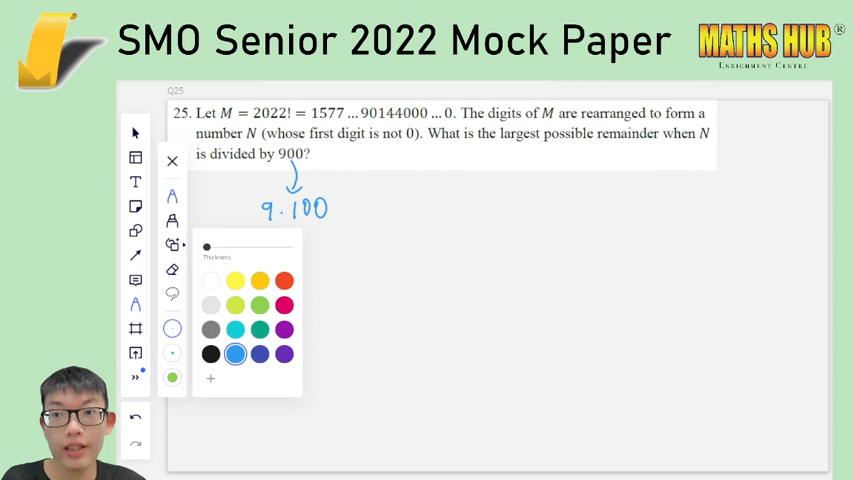 SMO Senior 2022 Mock Paper
MATHS HUB®
ENRICHMENT CENTRE
Q25
25. Let M = 2022! = 1577 … 90144000 … 0. The digits of M are rearranged to form a
number N (whose first digit is not 0). What is the largest possible remainder when N
is divided by 900?
9.100
Thickness